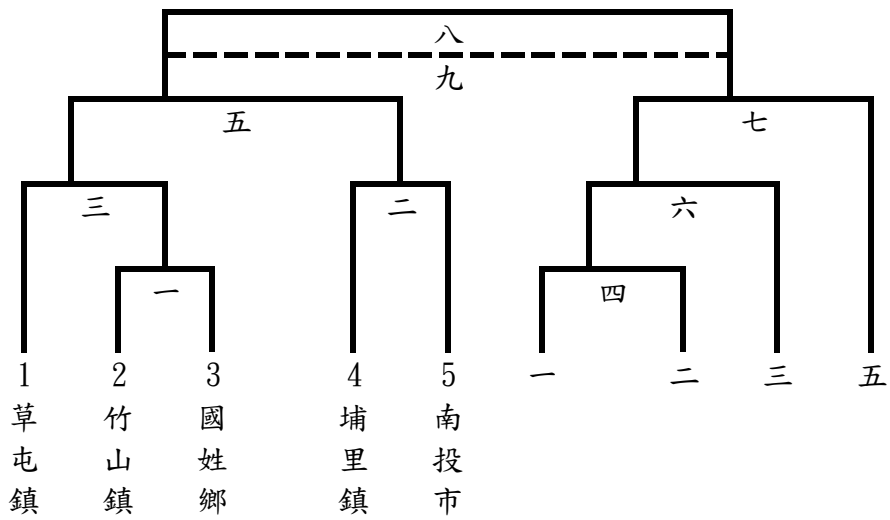 八
九
五
七
三
二
六
一
四
1
2
3
4
5
一
二
三
五
草屯鎮
竹山鎮
國姓鄉
埔里鎮
南投市